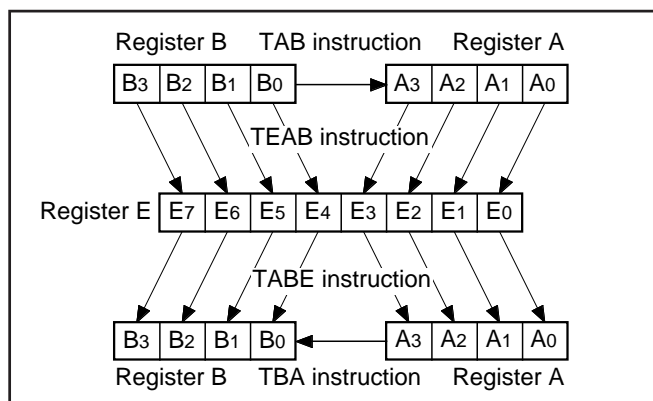 Register B TAB instruction Register A
B3 B2 B1 B0 A3 A2 A1 A0
TEAB instruction
Register E E7 E6 E5 E4 E3 E2 E1 E0
TABE instruction
B3 B2 B1 B0 A3 A2 A1 A0
Register B TBA instruction Register A